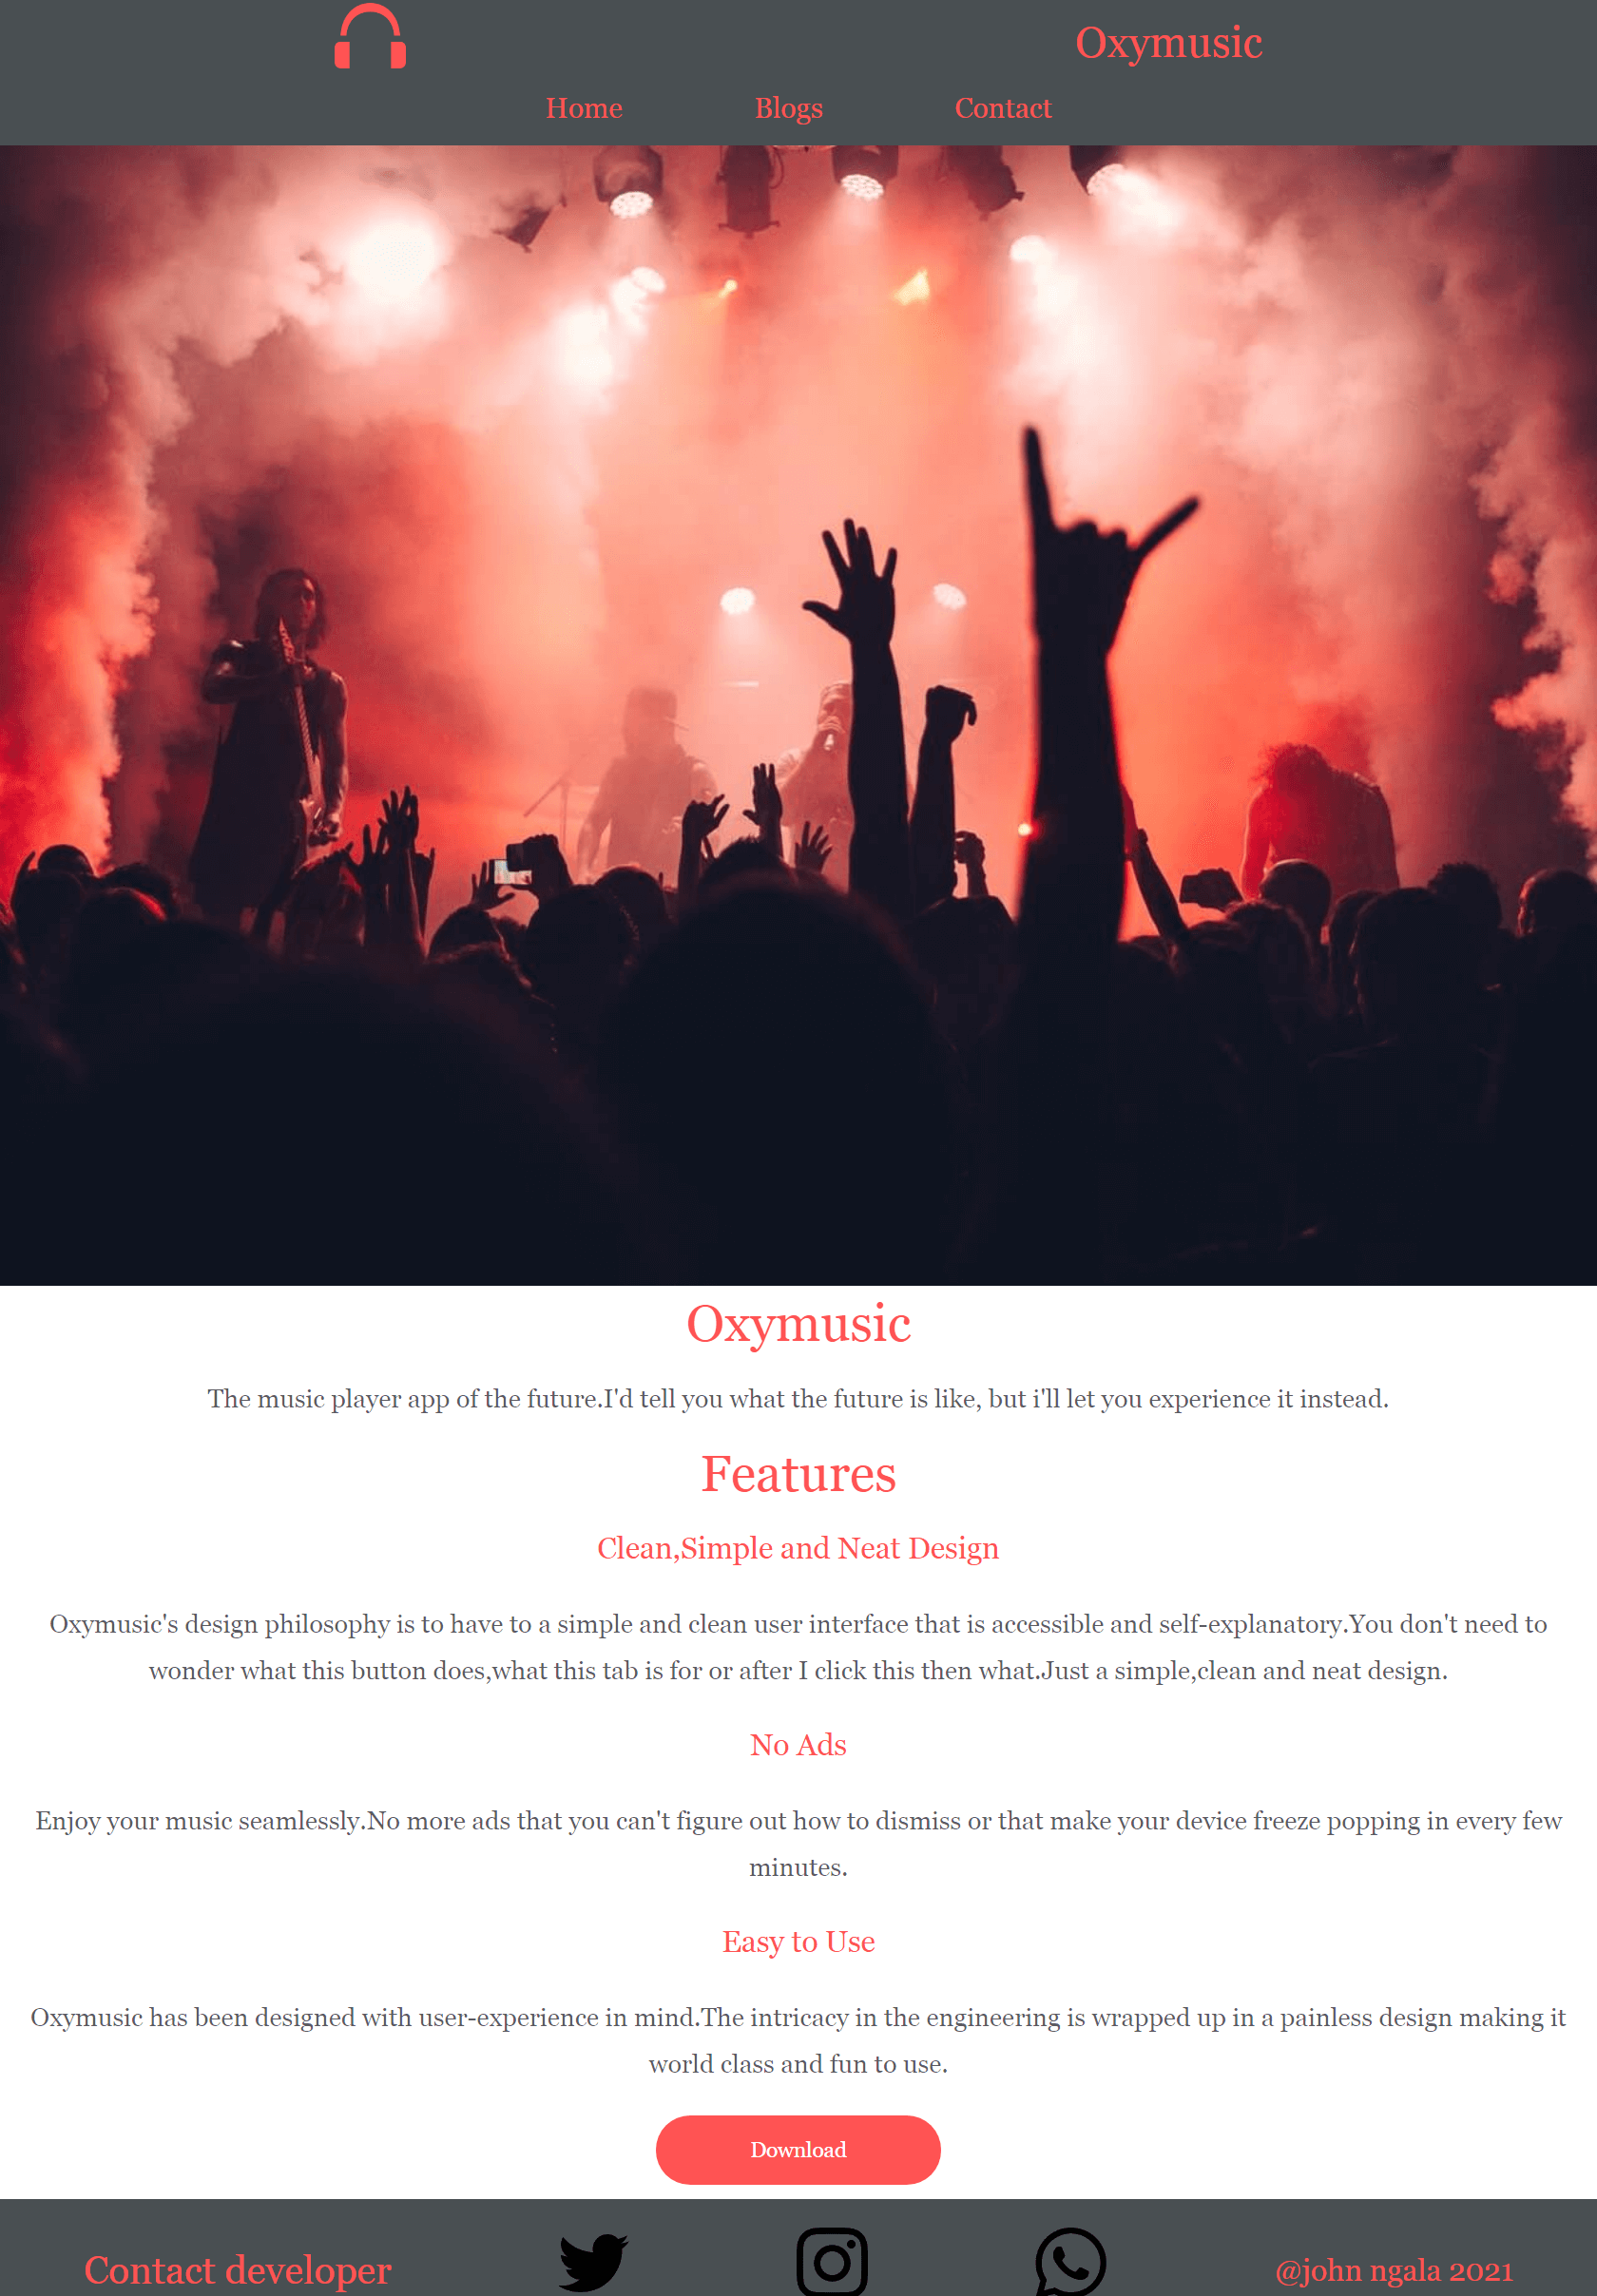 Oxymusic
Home Blogs Contact
Oxymusic
The music player app of the future.I'd tell you what the future is like, but i'll let you experience it instead.
Features
Clean,Simple and Neat Design
Oxymusic's design philosophy is to have to a simple and clean user interface that is accessible and self-explanatory.You don't need to
wonder what this button does,what this tab is for or after I click this then what.Just a simple,clean and neat design.
No Ads
Enjoy your music seamlessly.No more ads that you can't figure out how to dismiss or that make your device freeze popping in every few
minutes.
Easy to Use
Oxymusic has been designed with user-experience in mind.The intricacy in the engineering is wrapped up in a painless design making it
world class and fun to use.
Download
Contact developer @john ngala 2021